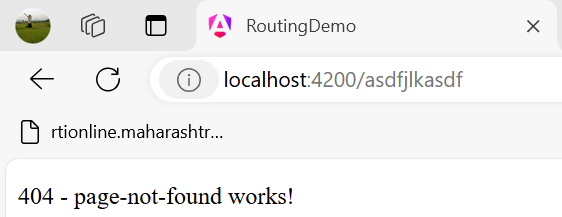 RoutingDemo
localhost:4200/asdfjlkasdf
rtionline.maharashtr...
404 - page-not-found works!